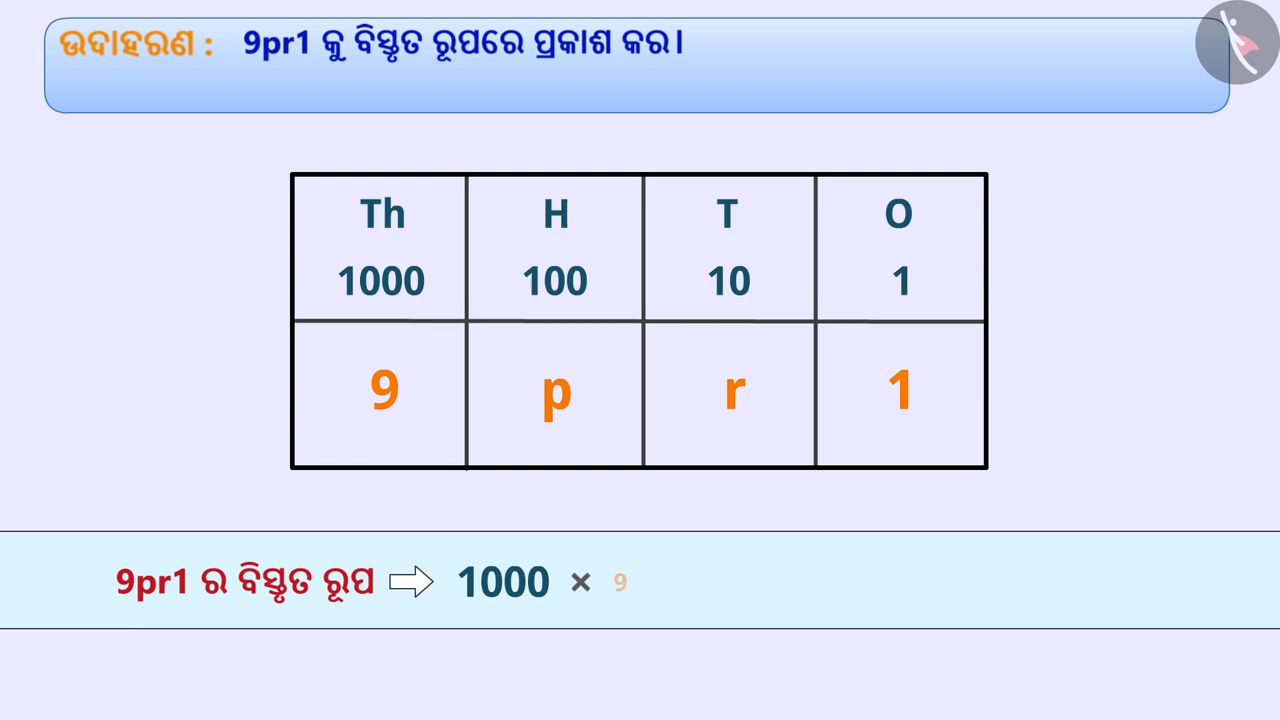 ଉଦାହରଣ : 9pr1 କୁ ବିସ୍ତୃତ ରୂପରେ ପ୍ରକାଶ କର।
Th H T O
1000 100 10 1
9 p r 1
9pr1 ର ବିସ୍ତୃତ ରୂପ ⇨ 1000 × 9